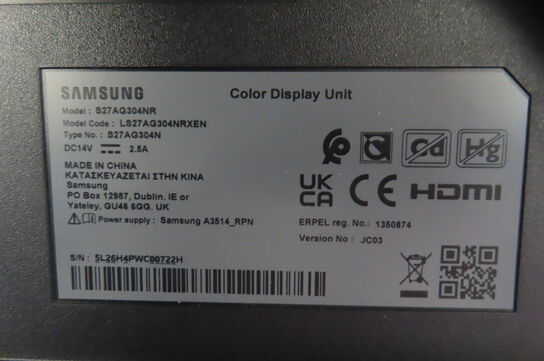 SAMSUNG
Color Display Unit
Model : S27AG304NR
Model Code : LS27AG304NRXEN
Type No. : S27AG304N
DC14V ⎓ 2.5A
MADE IN CHINA
ΚΑΤΑΣΚΕΥΑΖΕΤΑΙ ΣΤΗΝ ΚΙΝΑ
Samsung
PO Box 12987, Dublin. IE or
Yateley, GU46 6GG. UK
Power supply : Samsung A3514_RPN
Cd
Hg
UK
CA
CE
HDMI
ERPEL reg. No.: 1350874
Version No : JC03
S/N : 5L26H4PWC00722H